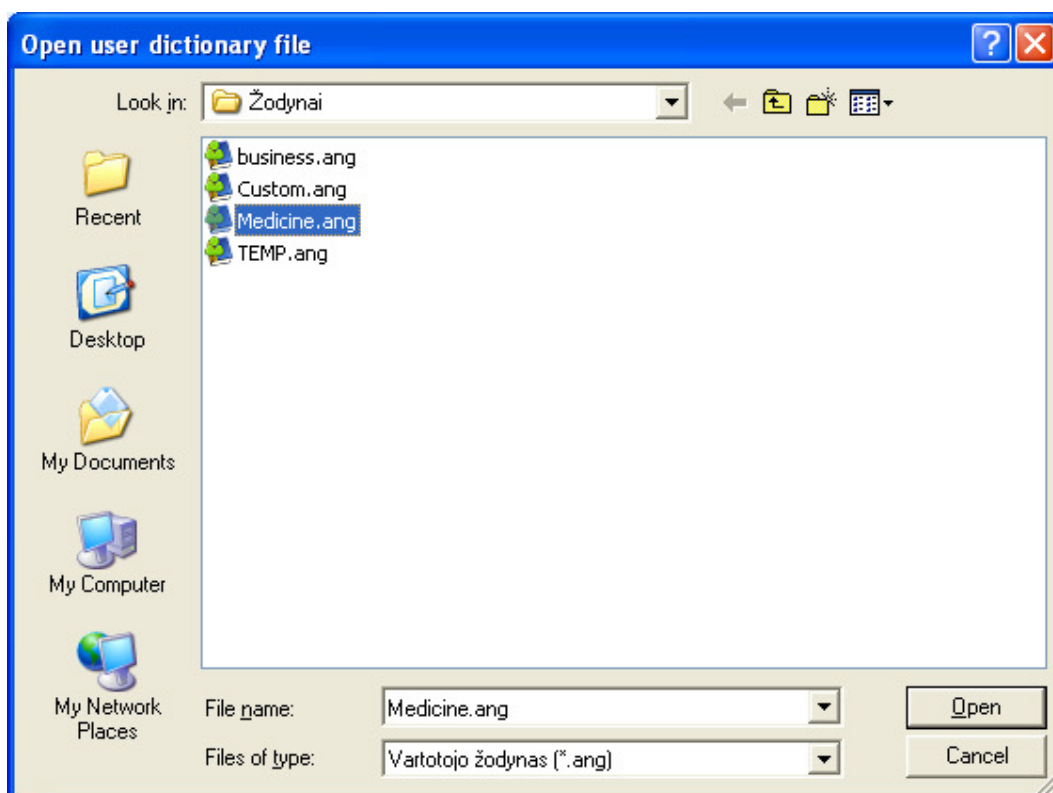 Open user dictionary file
Look in: Žodynai
business.ang
Custom.ang
Medicine.ang
TEMP.ang
Recent
Desktop
My Documents
My Computer
My Network
Places
File name: Medicine.ang Open
Files of type: Vartotojo žodynas (*.ang) Cancel